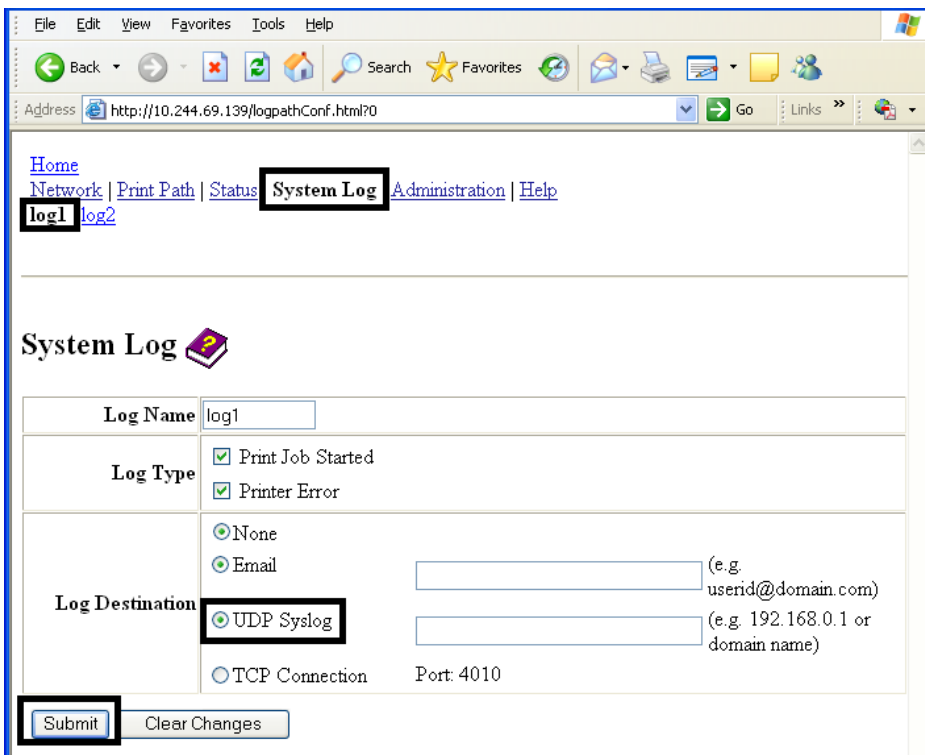 File Edit View Favorites Tools Help
Back Search Favorites
Address http://10.244.69.139/logpathConf.html?0 Go Links »
Home
Network | Print Path | Status System Log Administration | Help
log1 log2
System Log
Log Name log1
Log Type Print Job Started
Printer Error
Log Destination None
Email (e.g.
userid@domain.com)
UDP Syslog (e.g. 192.168.0.1 or
domain name)
TCP Connection Port: 4010
Submit Clear Changes